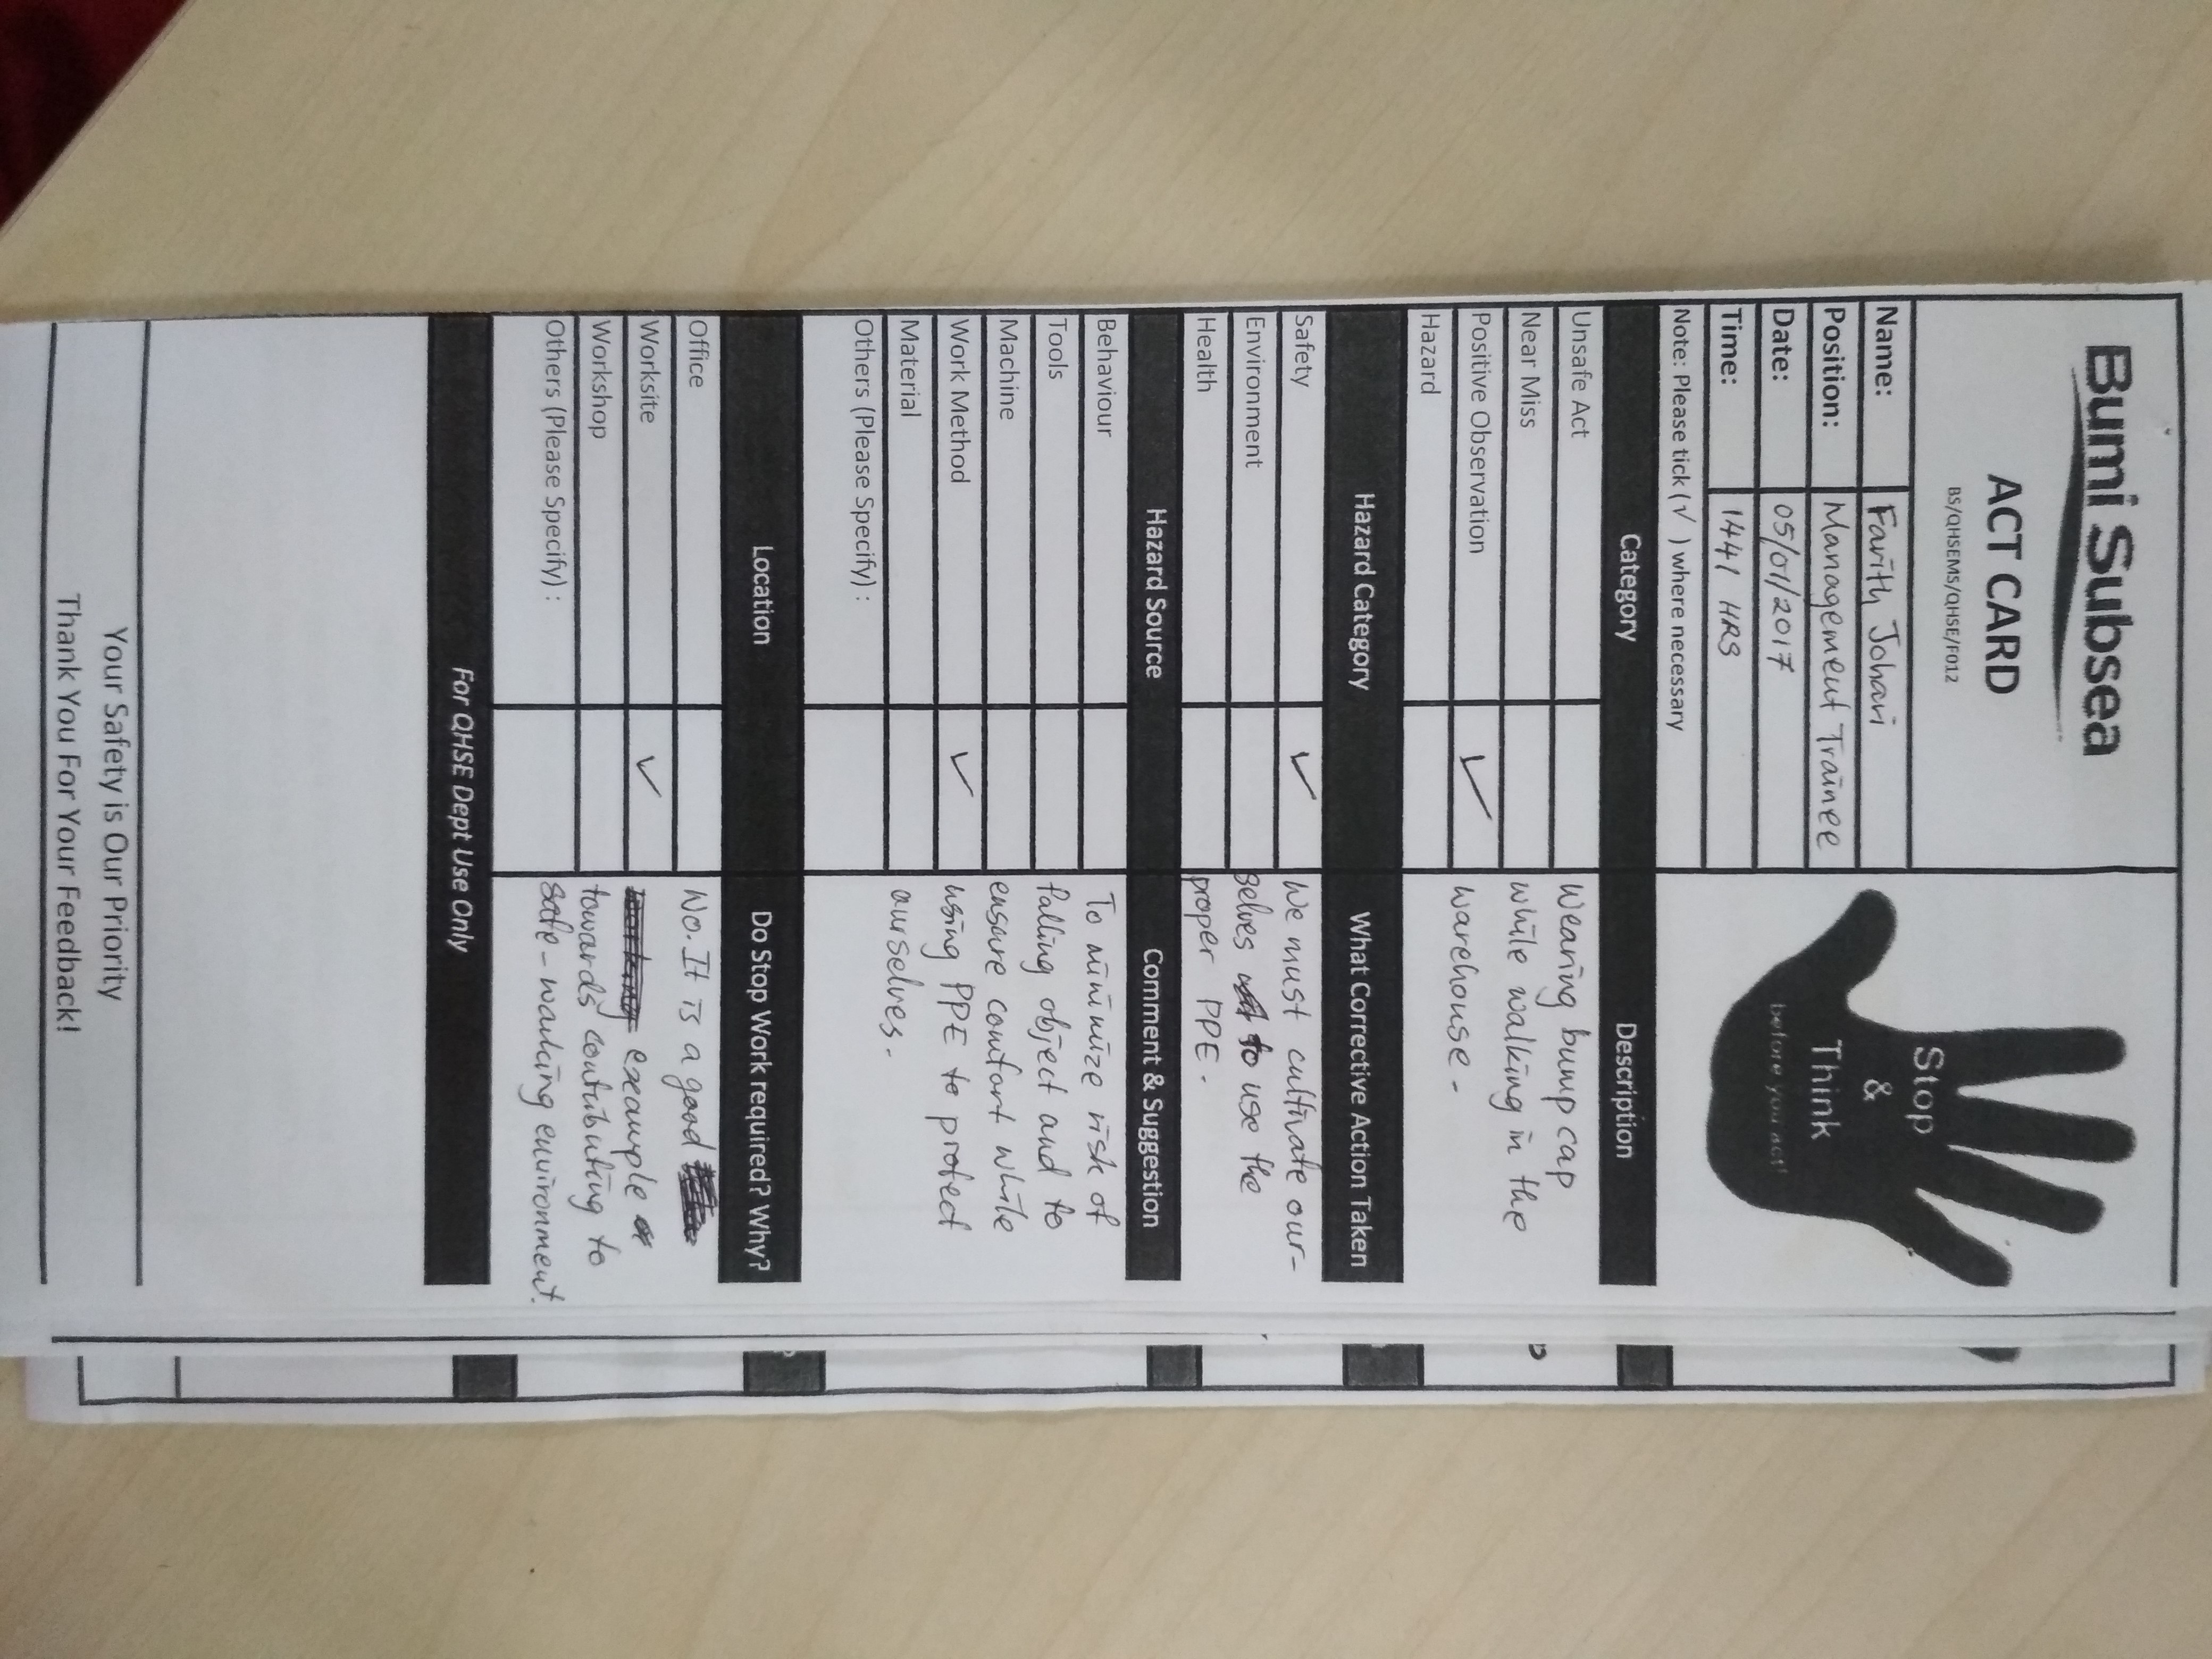 Bumi Subsea
ACT CARD
BS/QHSEMS/QHSE/F012
Stop
&
Think
before you act!
Name: Farith Johari
Position: Management Trainee
Date: 05/01/2017
Time: 1441 HRS
Note: Please tick (√ ) where necessary
Category Description
Unsafe Act
Near Miss
Positive Observation ✓
Hazard
Wearing bump cap
while walking in the
warehouse.
Hazard Category What Corrective Action Taken
Safety ✓
Environment
Health
We must cultivate our-
selves to use the
proper PPE.
Hazard Source Comment & Suggestion
Behaviour
Tools
Machine
Work Method ✓
Material
Others (Please Specify) :
To minimize risk of
falling object and to
ensure comfort while
using PPE to protect
ourselves.
Location Do Stop Work required? Why?
Office
Worksite ✓
Workshop
Others (Please Specify) :
No. It is a good
example
towards contributing to
safe-working environment.
For QHSE Dept Use Only
Your Safety is Our Priority
Thank You For Your Feedback!